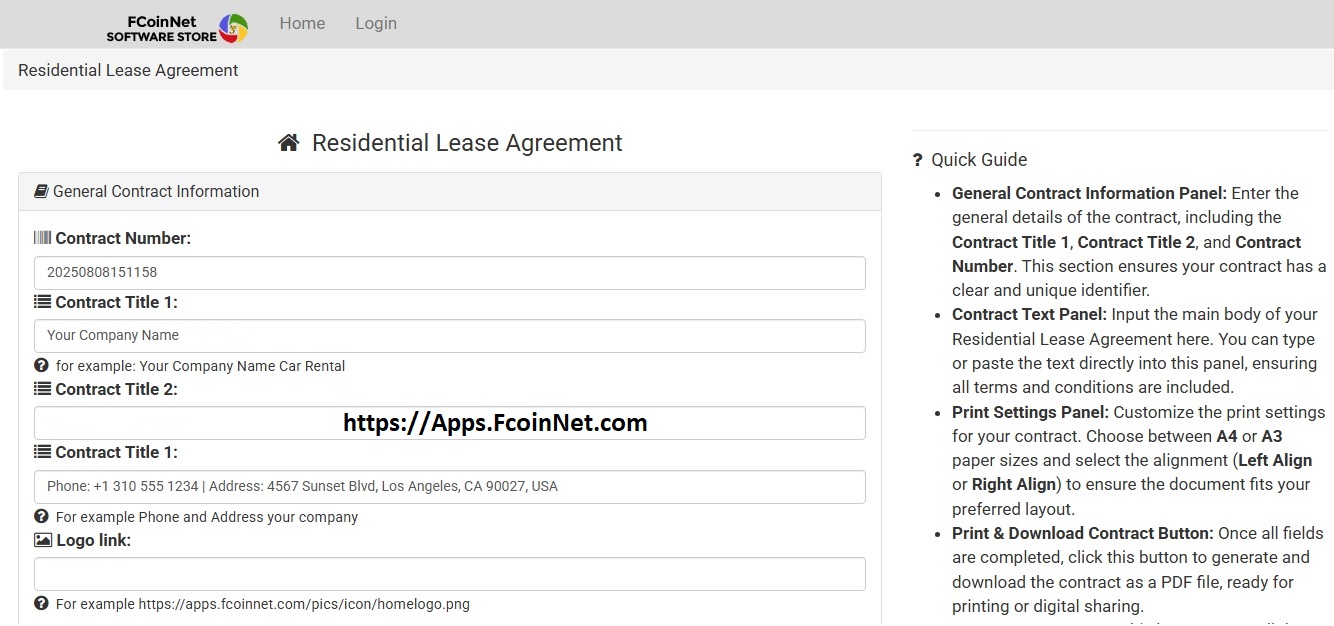 FCoinNet
SOFTWARE STORE
Home Login
Residential Lease Agreement
Residential Lease Agreement
General Contract Information
Contract Number:
20250808151158
Contract Title 1:
Your Company Name
for example: Your Company Name Car Rental
Contract Title 2:
https://Apps.FcoinNet.com
Contract Title 1:
Phone: +1 310 555 1234 | Address: 4567 Sunset Blvd, Los Angeles, CA 90027, USA
For example Phone and Address your company
Logo link:
For example https://apps.fcoinnet.com/pics/icon/homelogo.png
? Quick Guide
• General Contract Information Panel: Enter the
general details of the contract, including the
Contract Title 1, Contract Title 2, and Contract
Number. This section ensures your contract has a
clear and unique identifier.
• Contract Text Panel: Input the main body of your
Residential Lease Agreement here. You can type
or paste the text directly into this panel, ensuring
all terms and conditions are included.
• Print Settings Panel: Customize the print settings
for your contract. Choose between A4 or A3
paper sizes and select the alignment (Left Align
or Right Align) to ensure the document fits your
preferred layout.
• Print & Download Contract Button: Once all fields
are completed, click this button to generate and
download the contract as a PDF file, ready for
printing or digital sharing.